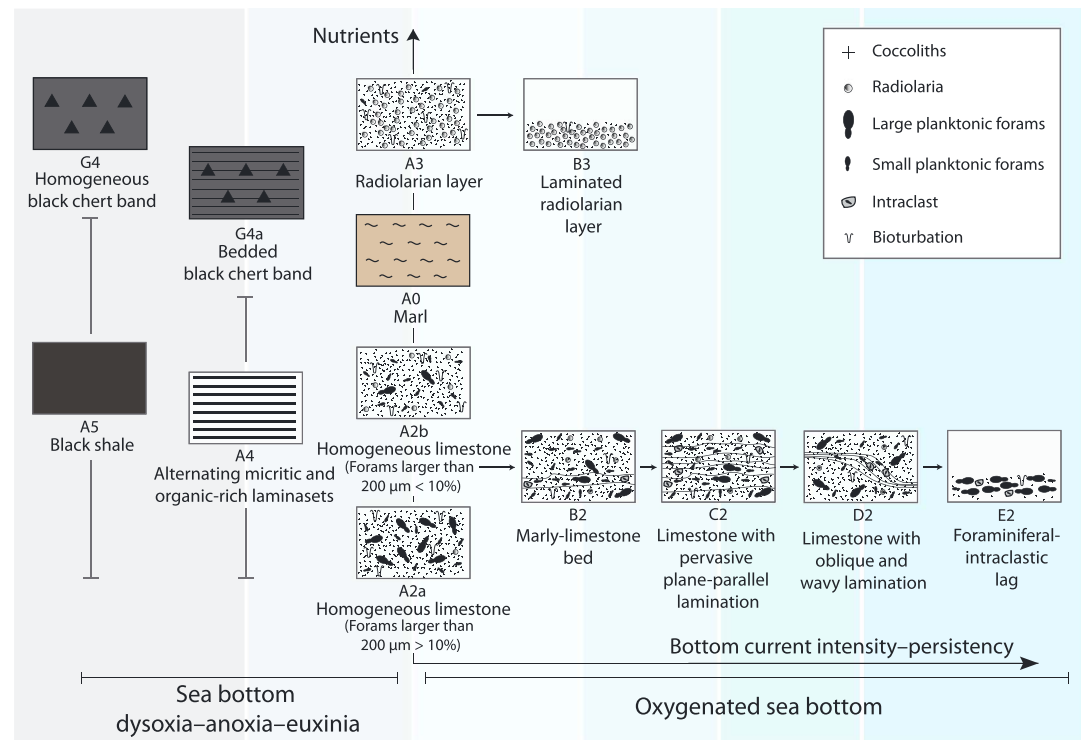 Nutrients
Coccoliths
Radiolaria
Large planktonic forams
Small planktonic forams
Intraclast
Bioturbation
G4
Homogeneous
black chert band
G4a
Bedded
black chert band
A3
Radiolarian layer
B3
Laminated
radiolarian
layer
A0
Marl
A5
Black shale
A4
Alternating micritic and
organic-rich laminasets
A2b
Homogeneous limestone
(Forams larger than
200 µm < 10%)
A2a
Homogeneous limestone
(Forams larger than
200 µm > 10%)
B2
Marly-limestone
bed
C2
Limestone with
pervasive
plane-parallel
lamination
D2
Limestone with
oblique and
wavy lamination
E2
Foraminiferal-
intraclastic
lag
Bottom current intensity–persistency
Sea bottom
dysoxia–anoxia–euxinia
Oxygenated sea bottom